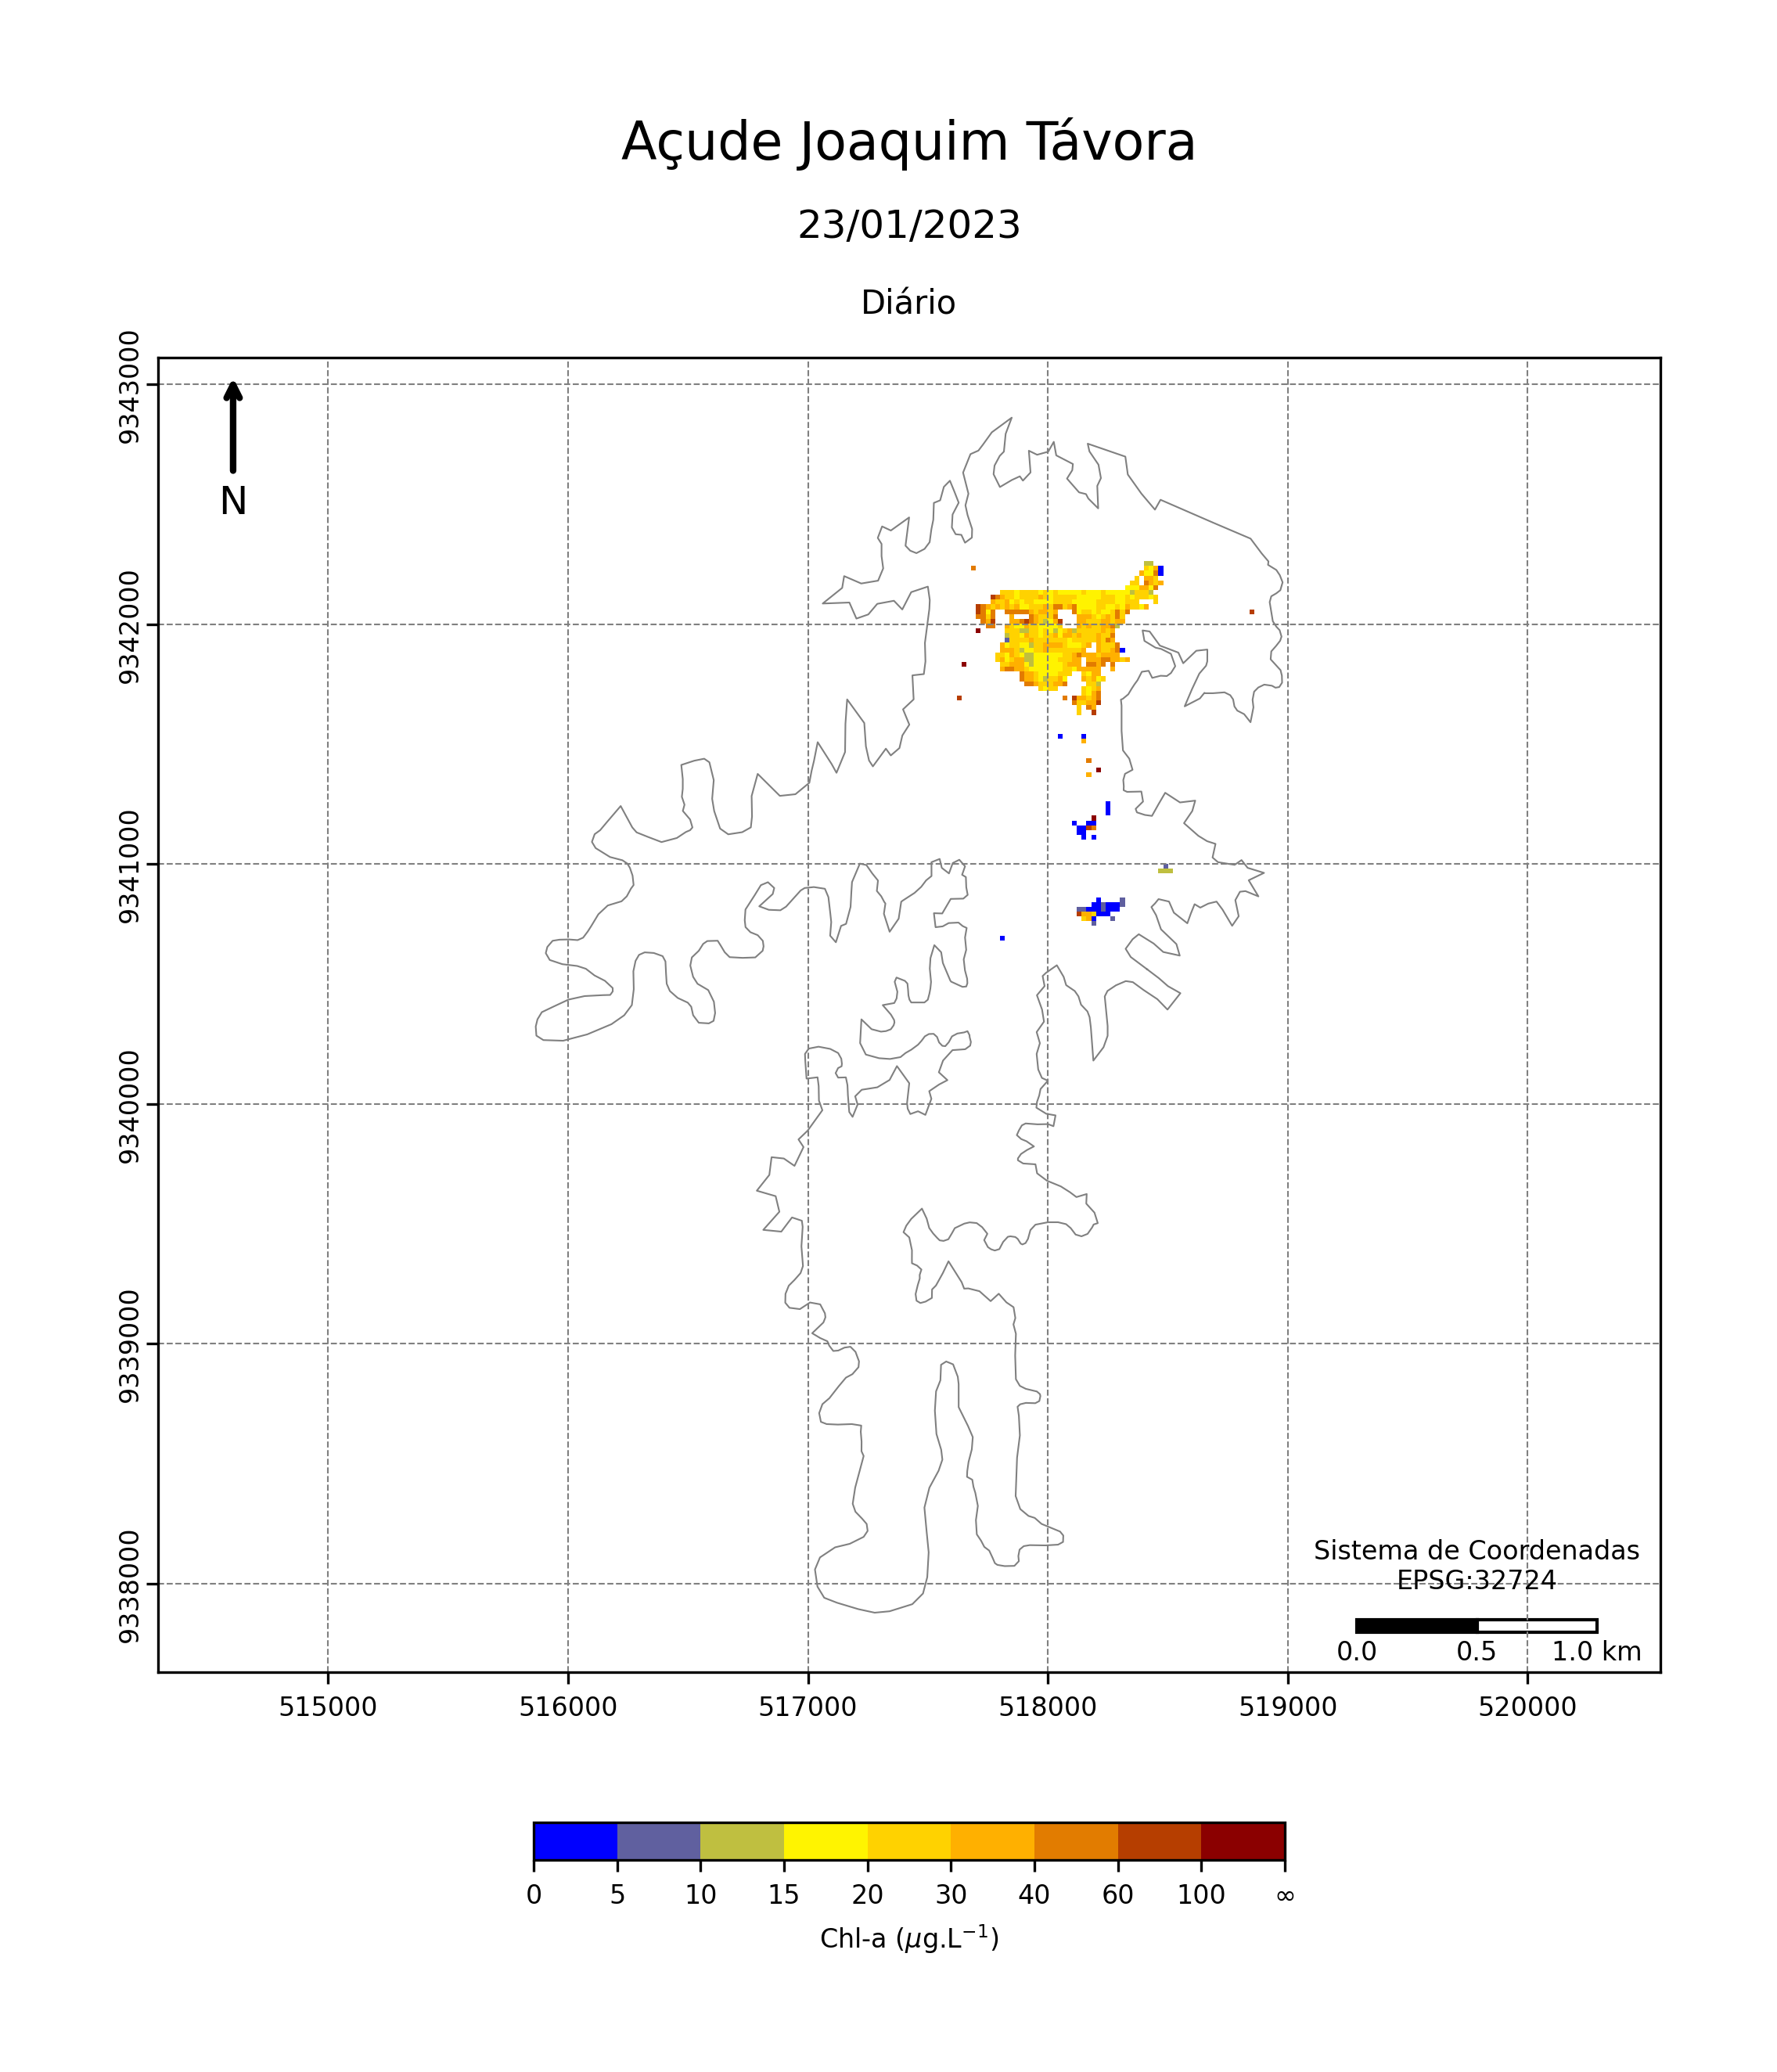 Açude Joaquim Távora
23/01/2023
Diário
N
9343000
9342000
9341000
9340000
9339000
9338000
Sistema de Coordenadas
EPSG:32724
0.0 0.5 1.0 km
515000 516000 517000 518000 519000 520000
0 5 10 15 20 30 40 60 100 ∞
Chl-a (μg.L⁻¹)